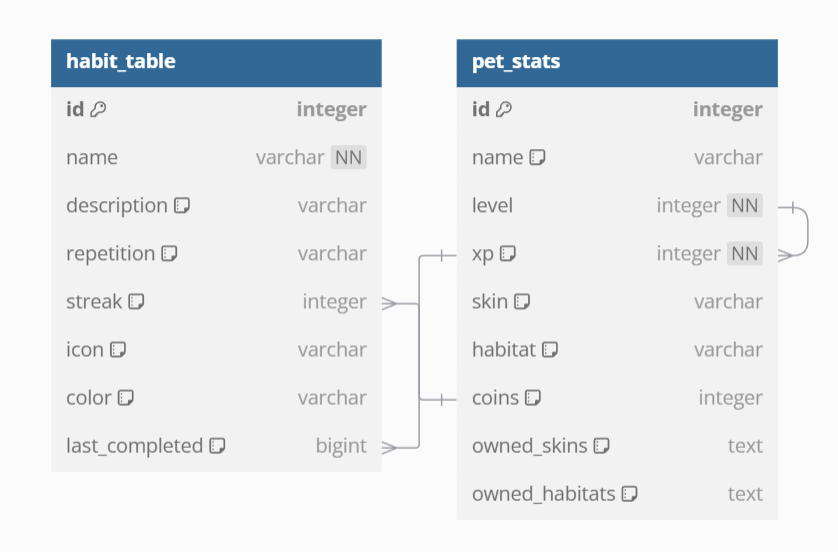 habit_table
id integer
name varchar NN
description varchar
repetition varchar
streak integer
icon varchar
color varchar
last_completed bigint
pet_stats
id integer
name varchar
level integer NN
xp integer NN
skin varchar
habitat varchar
coins integer
owned_skins text
owned_habitats text